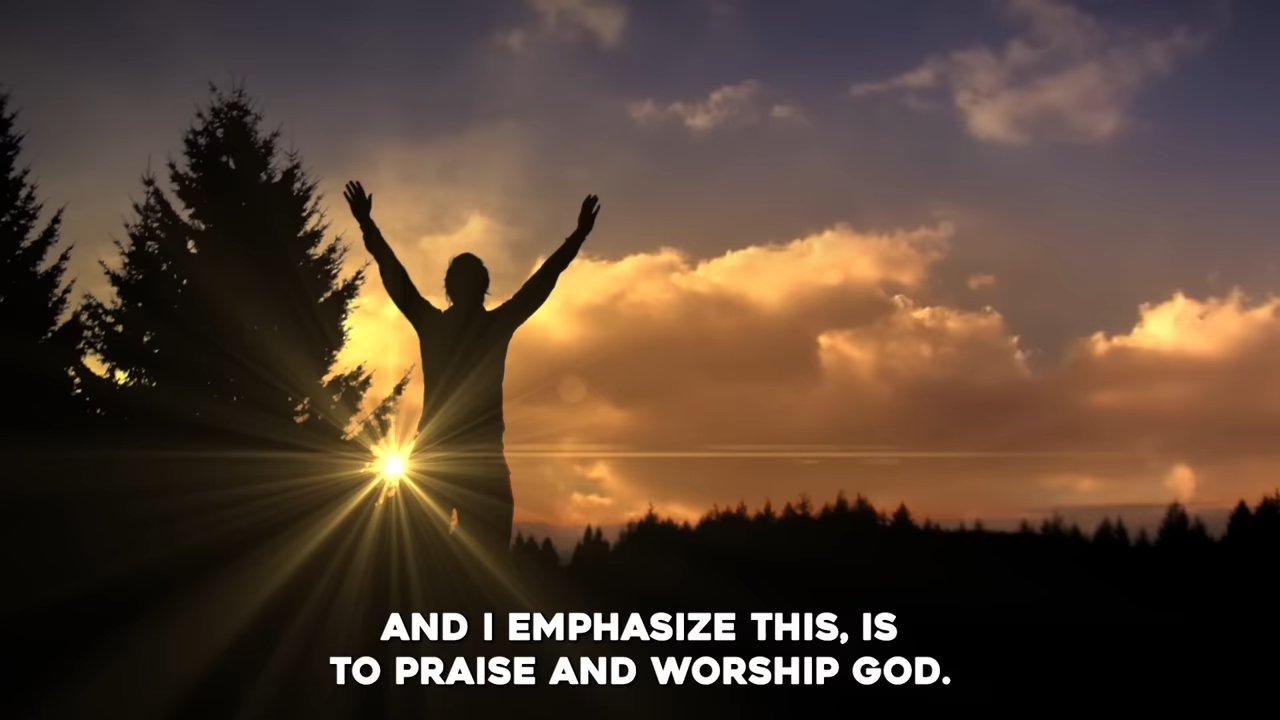 AND I EMPHASIZE THIS, IS
TO PRAISE AND WORSHIP GOD.